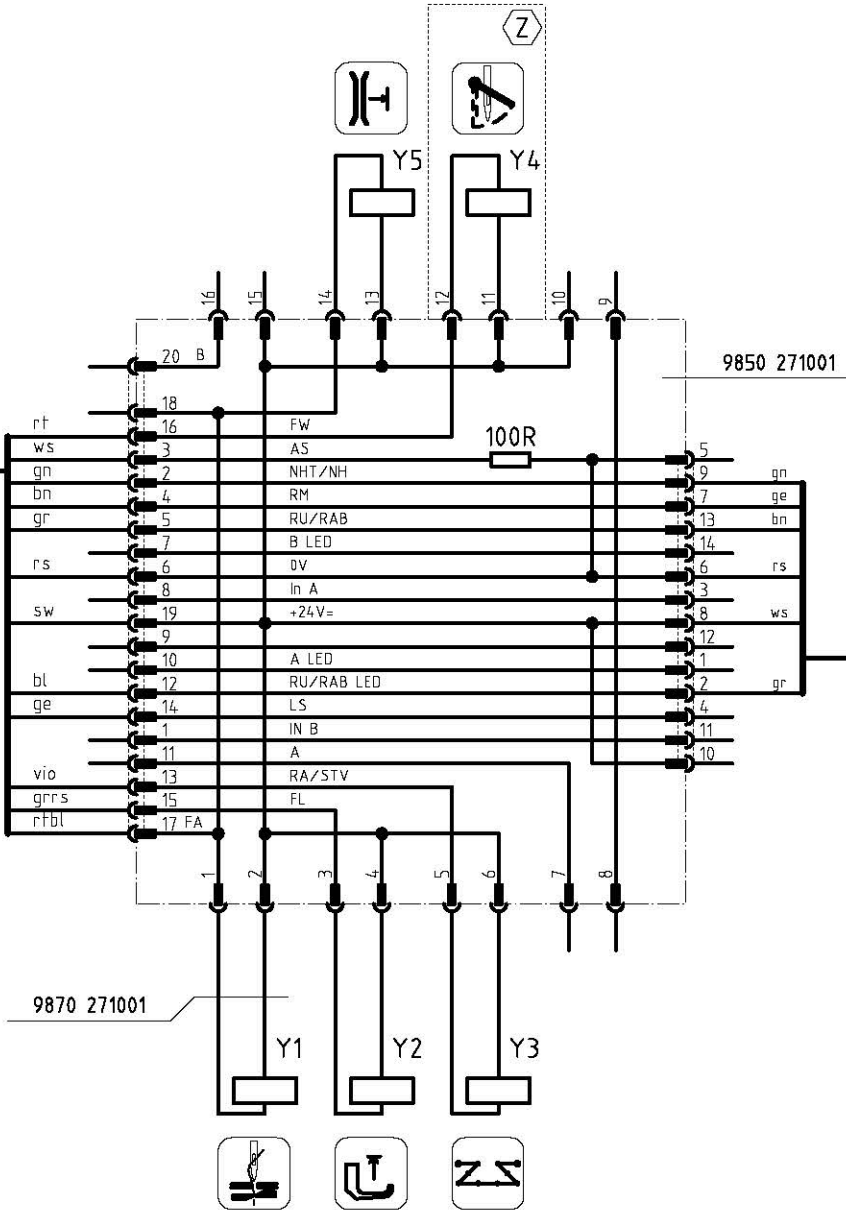 Z
Y5
Y4
16
15
14
13
12
11
10
9
20 B
9850 271001
18
rt
16
FW
ws
3
AS
100R
5
gn
2
NHT/NH
9
gn
bn
4
RM
7
ge
gr
5
RU/RAB
13
bn
7
B LED
14
rs
6
0V
6
rs
8
In A
3
sw
19
+24V=
8
ws
9
12
10
A LED
1
bl
12
RU/RAB LED
2
gr
ge
14
LS
4
1
IN B
11
11
A
10
vio
13
RA/STV
grrs
15
FL
rtbl
17 FA
1
2
3
4
5
6
7
8
9870 271001
Y1
Y2
Y3